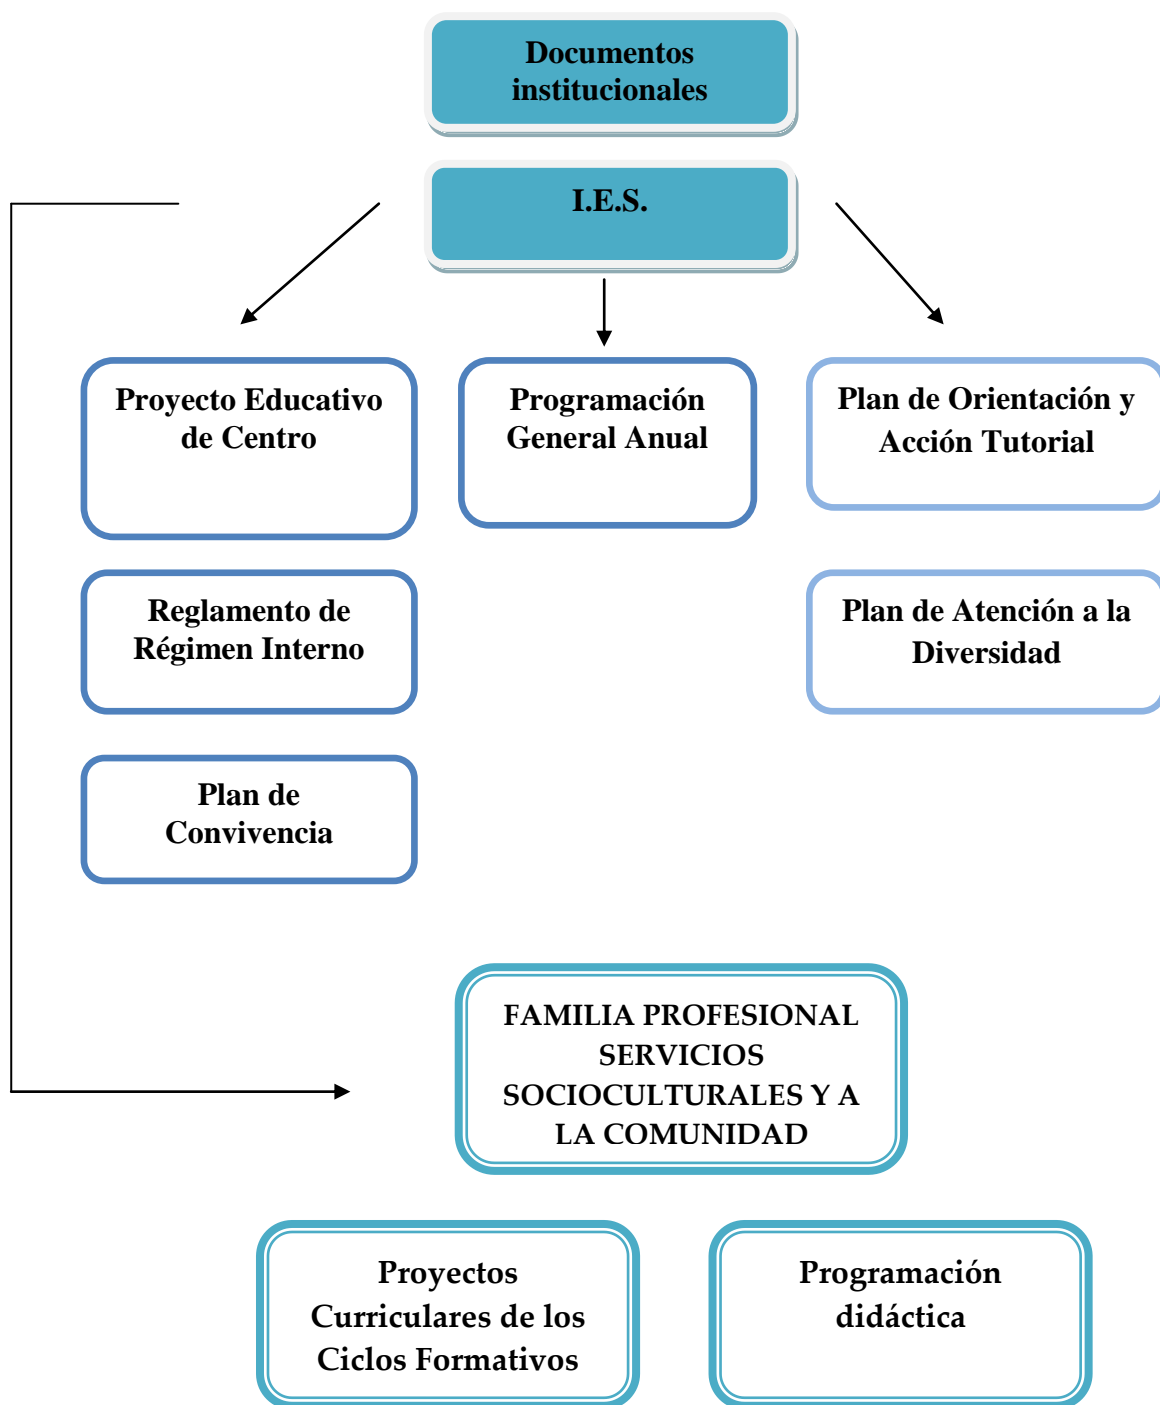 Documentos
institucionales
I.E.S.
Proyecto Educativo
de Centro
Programación
General Anual
Plan de Orientación y
Acción Tutorial
Reglamento de
Régimen Interno
Plan de Atención a la
Diversidad
Plan de
Convivencia
FAMILIA PROFESIONAL
SERVICIOS
SOCIOCULTURALES Y A
LA COMUNIDAD
Proyectos
Curriculares de los
Ciclos Formativos
Programación
didáctica